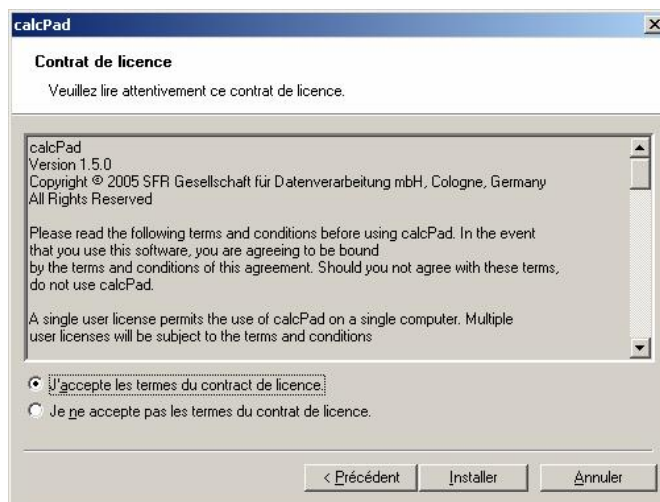 calcPad
Contrat de licence
Veuillez lire attentivement ce contrat de licence.
calcPad
Version 1.5.0
Copyright © 2005 SFR Gesellschaft für Datenverarbeitung mbH, Cologne, Germany
All Rights Reserved
Please read the following terms and conditions before using calcPad. In the event
that you use this software, you are agreeing to be bound
by the terms and conditions of this agreement. Should you not agree with these terms,
do not use calcPad.
A single user license permits the use of calcPad on a single computer. Multiple
user licenses will be subject to the terms and conditions
J'accepte les termes du contract de licence.
Je ne accepte pas les termes du contrat de licence.
< Précédent Installer Annuler